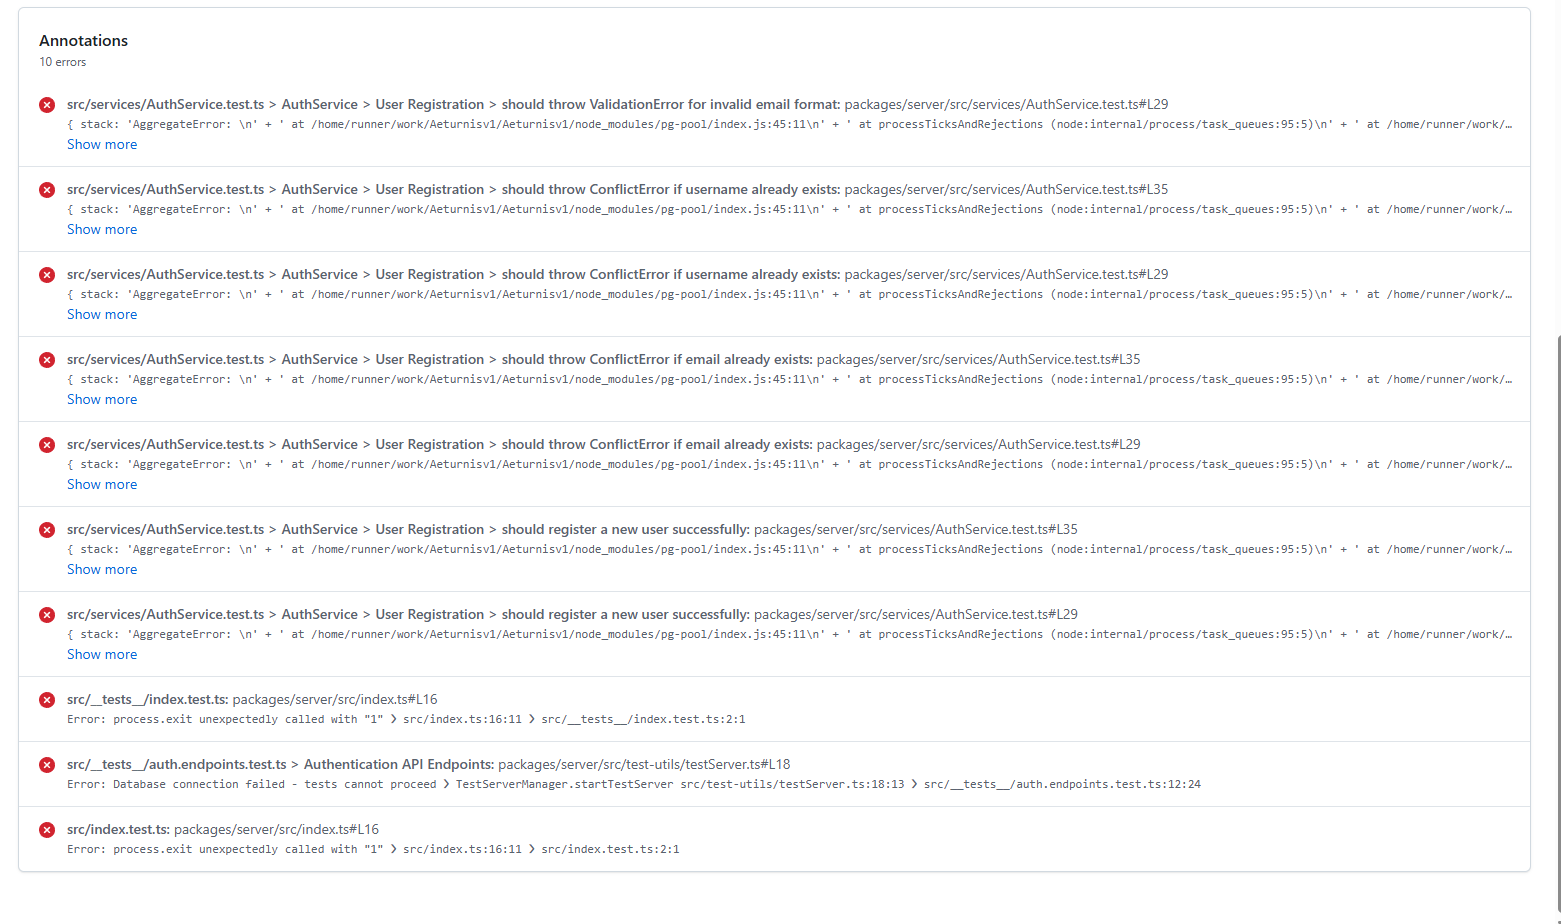 Annotations
10 errors
src/services/AuthService.test.ts > AuthService > User Registration > should throw ValidationError for invalid email format: packages/server/src/services/AuthService.test.ts#L29
{ stack: 'AggregateError: \n' + ' at /home/runner/work/Aeturnisv1/Aeturnisv1/node_modules/pg-pool/index.js:45:11\n' + ' at processTicksAndRejections (node:internal/process/task_queues:95:5)\n' + ' at /home/runner/work/…
Show more
src/services/AuthService.test.ts > AuthService > User Registration > should throw ConflictError if username already exists: packages/server/src/services/AuthService.test.ts#L35
{ stack: 'AggregateError: \n' + ' at /home/runner/work/Aeturnisv1/Aeturnisv1/node_modules/pg-pool/index.js:45:11\n' + ' at processTicksAndRejections (node:internal/process/task_queues:95:5)\n' + ' at /home/runner/work/…
Show more
src/services/AuthService.test.ts > AuthService > User Registration > should throw ConflictError if username already exists: packages/server/src/services/AuthService.test.ts#L29
{ stack: 'AggregateError: \n' + ' at /home/runner/work/Aeturnisv1/Aeturnisv1/node_modules/pg-pool/index.js:45:11\n' + ' at processTicksAndRejections (node:internal/process/task_queues:95:5)\n' + ' at /home/runner/work/…
Show more
src/services/AuthService.test.ts > AuthService > User Registration > should throw ConflictError if email already exists: packages/server/src/services/AuthService.test.ts#L35
{ stack: 'AggregateError: \n' + ' at /home/runner/work/Aeturnisv1/Aeturnisv1/node_modules/pg-pool/index.js:45:11\n' + ' at processTicksAndRejections (node:internal/process/task_queues:95:5)\n' + ' at /home/runner/work/…
Show more
src/services/AuthService.test.ts > AuthService > User Registration > should throw ConflictError if email already exists: packages/server/src/services/AuthService.test.ts#L29
{ stack: 'AggregateError: \n' + ' at /home/runner/work/Aeturnisv1/Aeturnisv1/node_modules/pg-pool/index.js:45:11\n' + ' at processTicksAndRejections (node:internal/process/task_queues:95:5)\n' + ' at /home/runner/work/…
Show more
src/services/AuthService.test.ts > AuthService > User Registration > should register a new user successfully: packages/server/src/services/AuthService.test.ts#L35
{ stack: 'AggregateError: \n' + ' at /home/runner/work/Aeturnisv1/Aeturnisv1/node_modules/pg-pool/index.js:45:11\n' + ' at processTicksAndRejections (node:internal/process/task_queues:95:5)\n' + ' at /home/runner/work/…
Show more
src/services/AuthService.test.ts > AuthService > User Registration > should register a new user successfully: packages/server/src/services/AuthService.test.ts#L29
{ stack: 'AggregateError: \n' + ' at /home/runner/work/Aeturnisv1/Aeturnisv1/node_modules/pg-pool/index.js:45:11\n' + ' at processTicksAndRejections (node:internal/process/task_queues:95:5)\n' + ' at /home/runner/work/…
Show more
src/__tests__/index.test.ts: packages/server/src/index.ts#L16
Error: process.exit unexpectedly called with "1" ❯ src/index.ts:16:11 ❯ src/__tests__/index.test.ts:2:1
src/__tests__/auth.endpoints.test.ts > Authentication API Endpoints: packages/server/src/test-utils/testServer.ts#L18
Error: Database connection failed - tests cannot proceed ❯ TestServerManager.startTestServer src/test-utils/testServer.ts:18:13 ❯ src/__tests__/auth.endpoints.test.ts:12:24
src/index.test.ts: packages/server/src/index.ts#L16
Error: process.exit unexpectedly called with "1" ❯ src/index.ts:16:11 ❯ src/index.test.ts:2:1